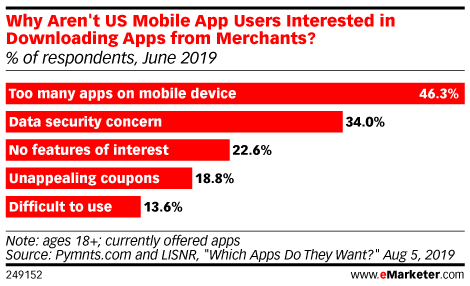 Why Aren't US Mobile App Users Interested in
Downloading Apps from Merchants?
% of respondents, June 2019
Too many apps on mobile device 46.3%
Data security concern 34.0%
No features of interest 22.6%
Unappealing coupons 18.8%
Difficult to use 13.6%
Note: ages 18+; currently offered apps
Source: Pymnts.com and LISNR, "Which Apps Do They Want?" Aug 5, 2019
249152 www.eMarketer.com